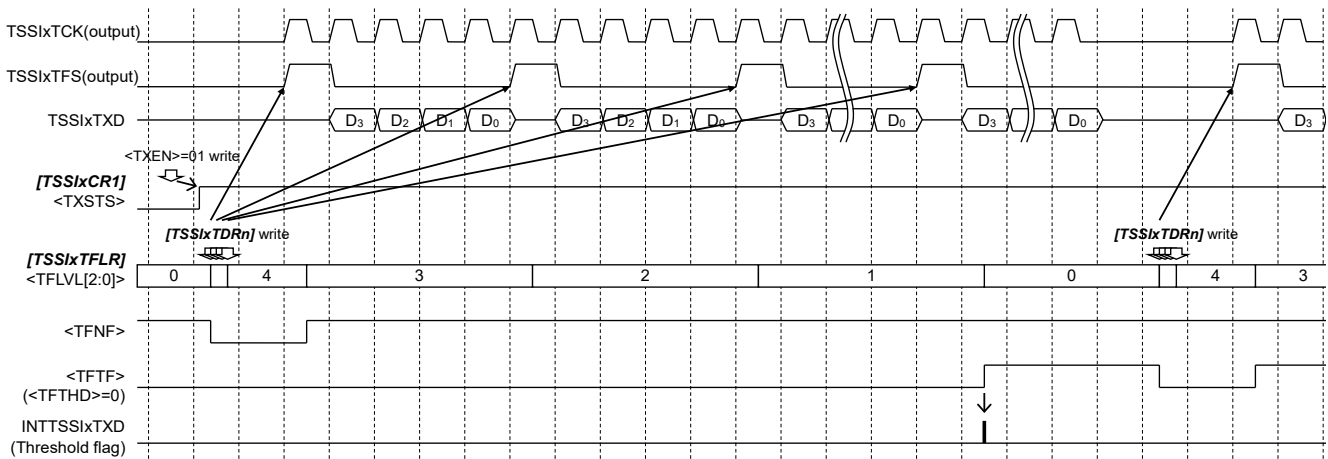 TSSIxTCK(output)
TSSIxTFS(output)
TSSIxTXD D₃ D₂ D₁ D₀ D₃ D₂ D₁ D₀ D₃ D₀ D₃ D₀ D₃
<TXEN>=01 write
[TSSIxCR1]
<TXSTS>
[TSSIxTDRn] write [TSSIxTDRn] write
[TSSIxTFLR]
<TFLVL[2:0]> 0 4 3 2 1 0 4 3
<TFNF>
<TFTF>
(<TFTHD>=0)
INTTSSIxTXD
(Threshold flag)